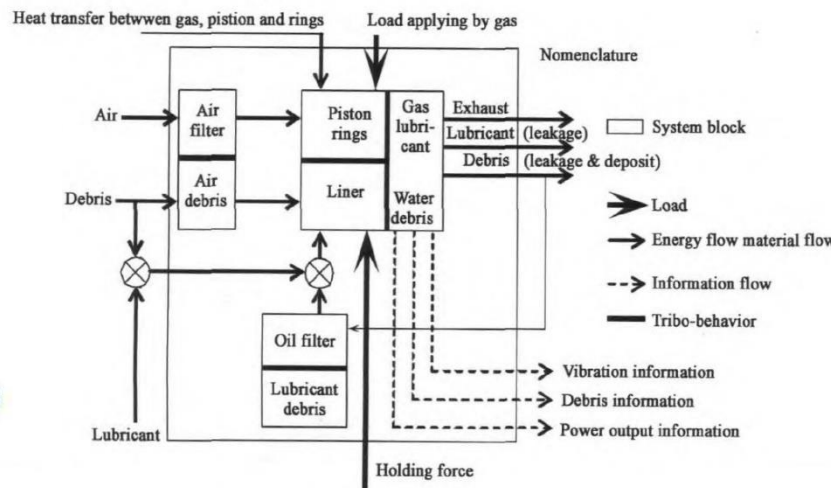 Heat transfer betwwen gas, pistion and rings
Load applying by gas
Nomenclature
Air
Air
filter
Piston
rings
Gas
lubri-
cant
Exhaust
Lubricant (leakage)
Debris (leakage & deposit)
System block
Debris
Air
debris
Liner
Water
debris
Load
Energy flow material flow
Information flow
Tribo-behavior
Oil filter
Lubricant
debris
Vibration information
Debris information
Power output information
Lubricant
Holding force